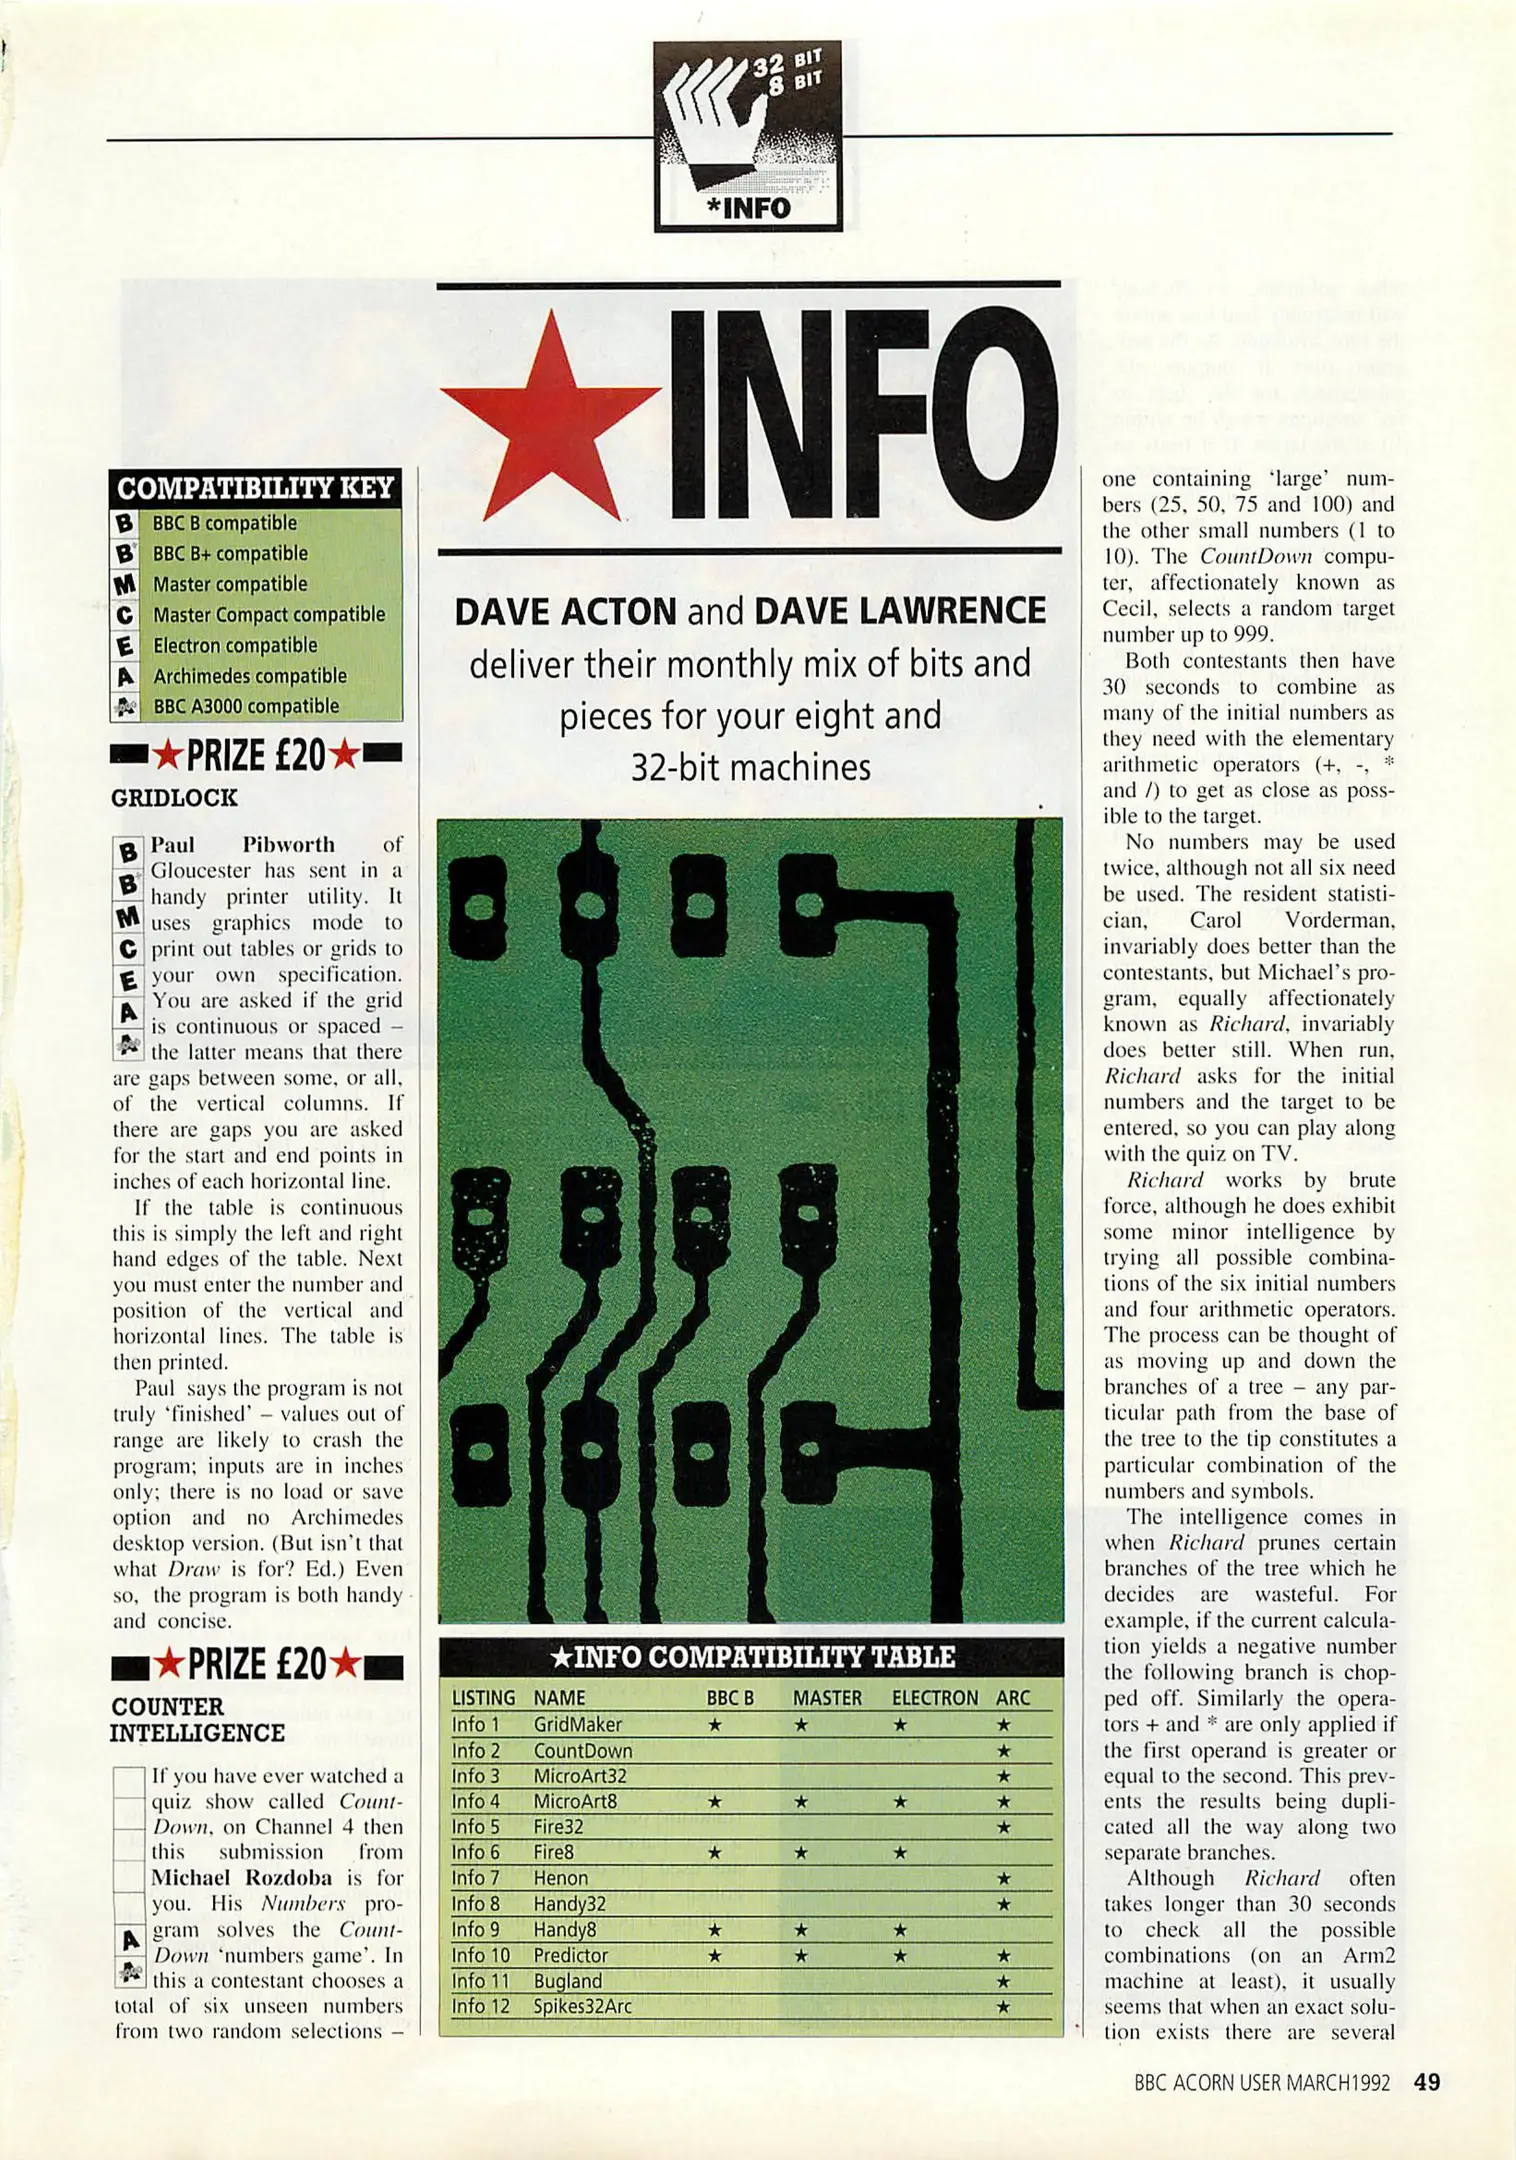 32 BIT
8 BIT
*INFO
★INFO
DAVE ACTON and DAVE LAWRENCE
deliver their monthly mix of bits and
pieces for your eight and
32-bit machines
COMPATIBILITY KEY
B BBC B compatible
B+ BBC B+ compatible
M Master compatible
C Master Compact compatible
E Electron compatible
A Archimedes compatible
A BBC A3000 compatible
★PRIZE £20★
GRIDLOCK
B
B+
M
C
E
A
A
Paul Pibworth of
Gloucester has sent in a
handy printer utility. It
uses graphics mode to
print out tables or grids to
your own specification.
You are asked if the grid
is continuous or spaced –
the latter means that there
are gaps between some, or all,
of the vertical columns. If
there are gaps you are asked
for the start and end points in
inches of each horizontal line.
If the table is continuous
this is simply the left and right
hand edges of the table. Next
you must enter the number and
position of the vertical and
horizontal lines. The table is
then printed.
Paul says the program is not
truly ‘finished’ – values out of
range are likely to crash the
program; inputs are in inches
only; there is no load or save
option and no Archimedes
desktop version. (But isn’t that
what Draw is for? Ed.) Even
so, the program is both handy
and concise.
★PRIZE £20★
COUNTER
INTELLIGENCE
A
A
If you have ever watched a
quiz show called Count-
Down, on Channel 4 then
this submission from
Michael Rozdoba is for
you. His Numbers pro-
gram solves the Count-
Down ‘numbers game’. In
this a contestant chooses a
total of six unseen numbers
from two random selections –
★INFO COMPATIBILITY TABLE
LISTING NAME BBC B MASTER ELECTRON ARC
Info 1 GridMaker ★ ★ ★ ★
Info 2 CountDown ★
Info 3 MicroArt32 ★
Info 4 MicroArt8 ★ ★ ★ ★
Info 5 Fire32 ★
Info 6 Fire8 ★ ★ ★
Info 7 Henon ★
Info 8 Handy32 ★
Info 9 Handy8 ★ ★ ★
Info 10 Predictor ★ ★ ★ ★
Info 11 Bugland ★
Info 12 Spikes32Arc ★
one containing ‘large’ num-
bers (25, 50, 75 and 100) and
the other small numbers (1 to
10). The CountDown compu-
ter, affectionately known as
Cecil, selects a random target
number up to 999.
Both contestants then have
30 seconds to combine as
many of the initial numbers as
they need with the elementary
arithmetic operators (+, -, *
and /) to get as close as poss-
ible to the target.
No numbers may be used
twice, although not all six need
be used. The resident statisti-
cian, Carol Vorderman,
invariably does better than the
contestants, but Michael’s pro-
gram, equally affectionately
known as Richard, invariably
does better still. When run,
Richard asks for the initial
numbers and the target to be
entered, so you can play along
with the quiz on TV.
Richard works by brute
force, although he does exhibit
some minor intelligence by
trying all possible combina-
tions of the six initial numbers
and four arithmetic operators.
The process can be thought of
as moving up and down the
branches of a tree – any par-
ticular path from the base of
the tree to the tip constitutes a
particular combination of the
numbers and symbols.
The intelligence comes in
when Richard prunes certain
branches of the tree which he
decides are wasteful. For
example, if the current calcula-
tion yields a negative number
the following branch is chop-
ped off. Similarly the opera-
tors + and * are only applied if
the first operand is greater or
equal to the second. This prev-
ents the results being dupli-
cated all the way along two
separate branches.
Although Richard often
takes longer than 30 seconds
to check all the possible
combinations (on an Arm2
machine at least), it usually
seems that when an exact solu-
tion exists there are several
BBC ACORN USER MARCH1992 49